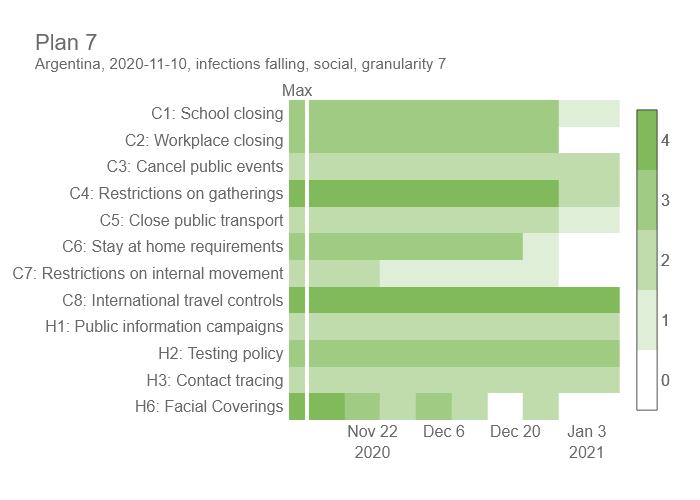 Plan 7
Argentina, 2020-11-10, infections falling, social, granularity 7
Max
C1: School closing
C2: Workplace closing
C3: Cancel public events
C4: Restrictions on gatherings
C5: Close public transport
C6: Stay at home requirements
C7: Restrictions on internal movement
C8: International travel controls
H1: Public information campaigns
H2: Testing policy
H3: Contact tracing
H6: Facial Coverings
4
3
2
1
0
Nov 22 Dec 6 Dec 20 Jan 3
2020 2021